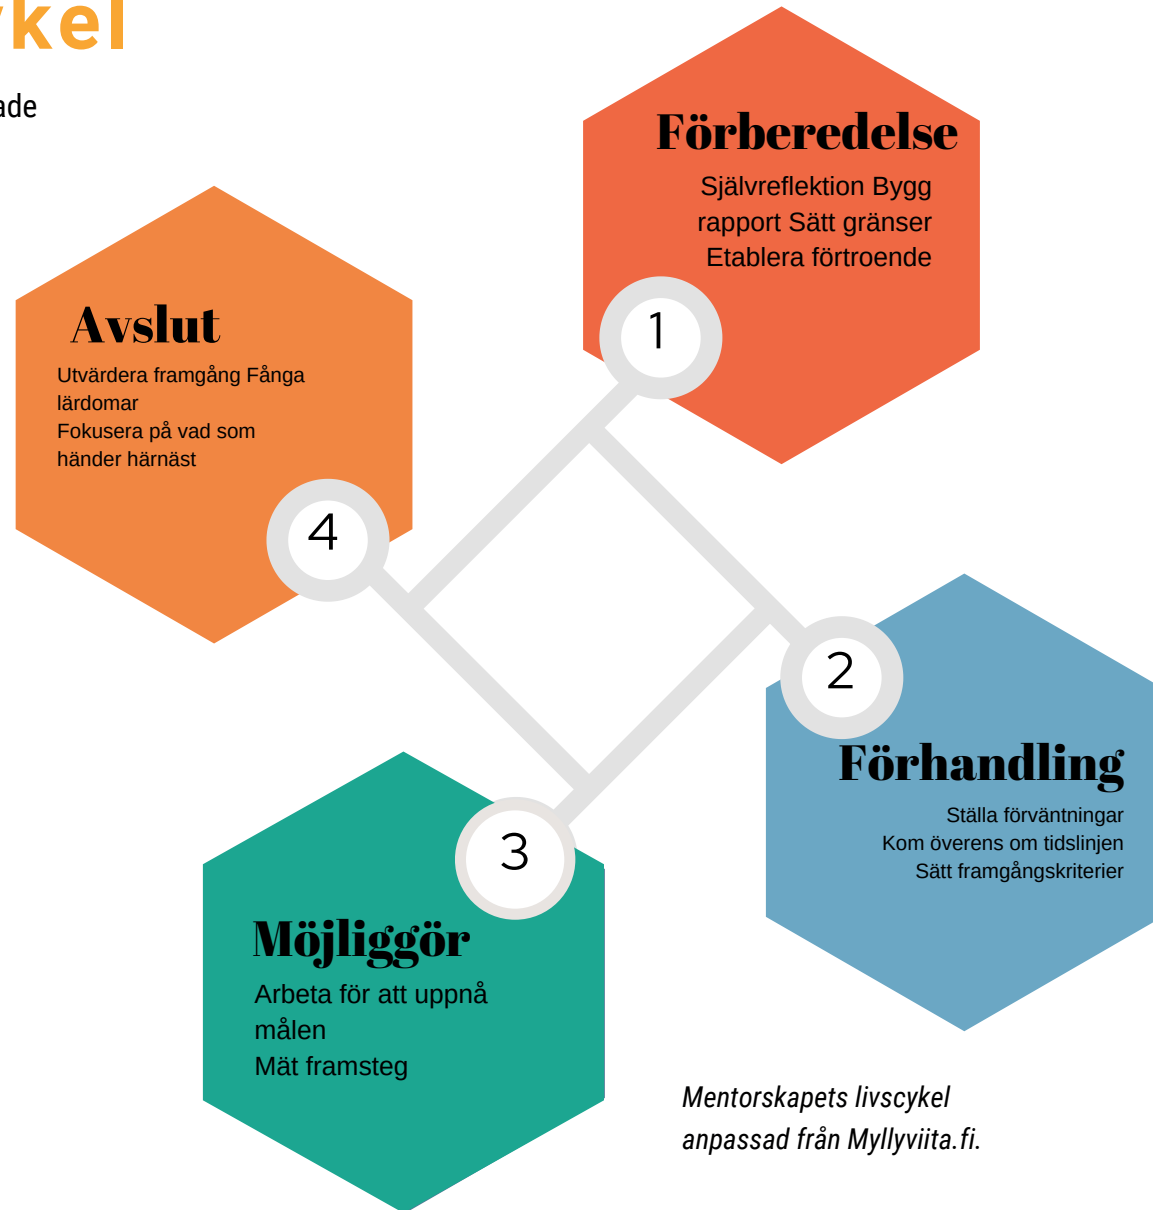 ykel
ade
Förberedelse
Självreflektion Bygg
rapport Sätt gränser
Etablera förtroende
1
Avslut
Utvärdera framgång Fånga
lärdomar
Fokusera på vad som
händer härnäst
4
2
Förhandling
Ställa förväntningar
Kom överens om tidslinjen
Sätt framgångskriterier
3
Möjliggör
Arbeta för att uppnå
målen
Mät framsteg
Mentorskapets livscykel
anpassad från Myllyviita.fi.